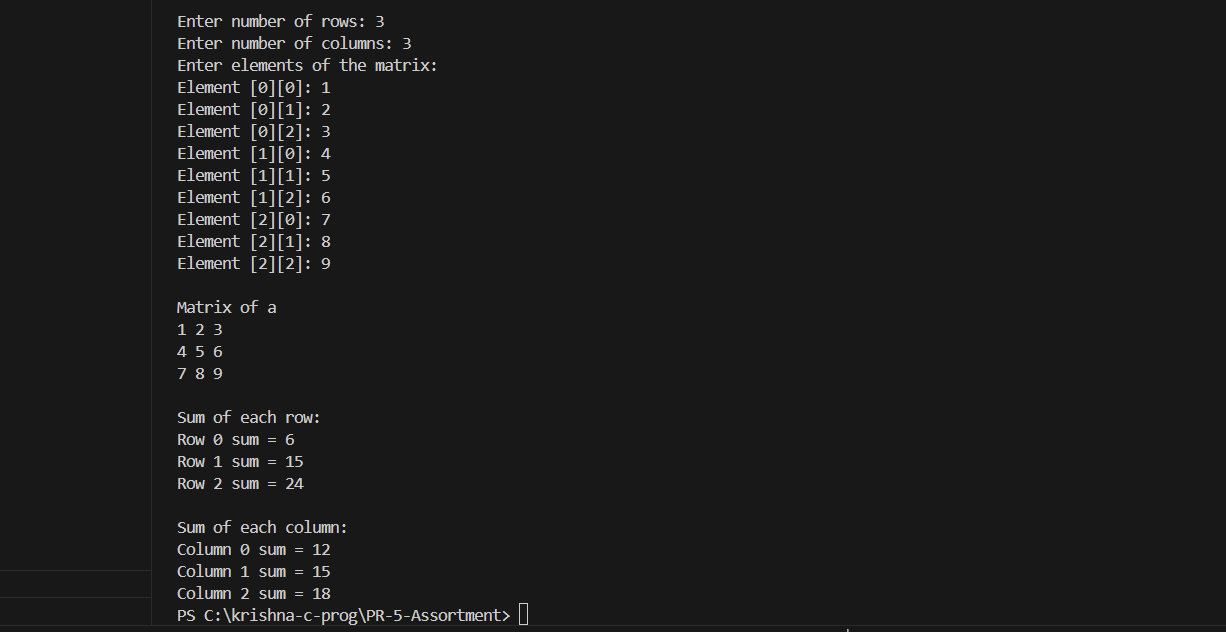 Enter number of rows: 3
Enter number of columns: 3
Enter elements of the matrix:
Element [0][0]: 1
Element [0][1]: 2
Element [0][2]: 3
Element [1][0]: 4
Element [1][1]: 5
Element [1][2]: 6
Element [2][0]: 7
Element [2][1]: 8
Element [2][2]: 9
Matrix of a
1 2 3
4 5 6
7 8 9
Sum of each row:
Row 0 sum = 6
Row 1 sum = 15
Row 2 sum = 24
Sum of each column:
Column 0 sum = 12
Column 1 sum = 15
Column 2 sum = 18
PS C:\krishna-c-prog\PR-5-Assortment>